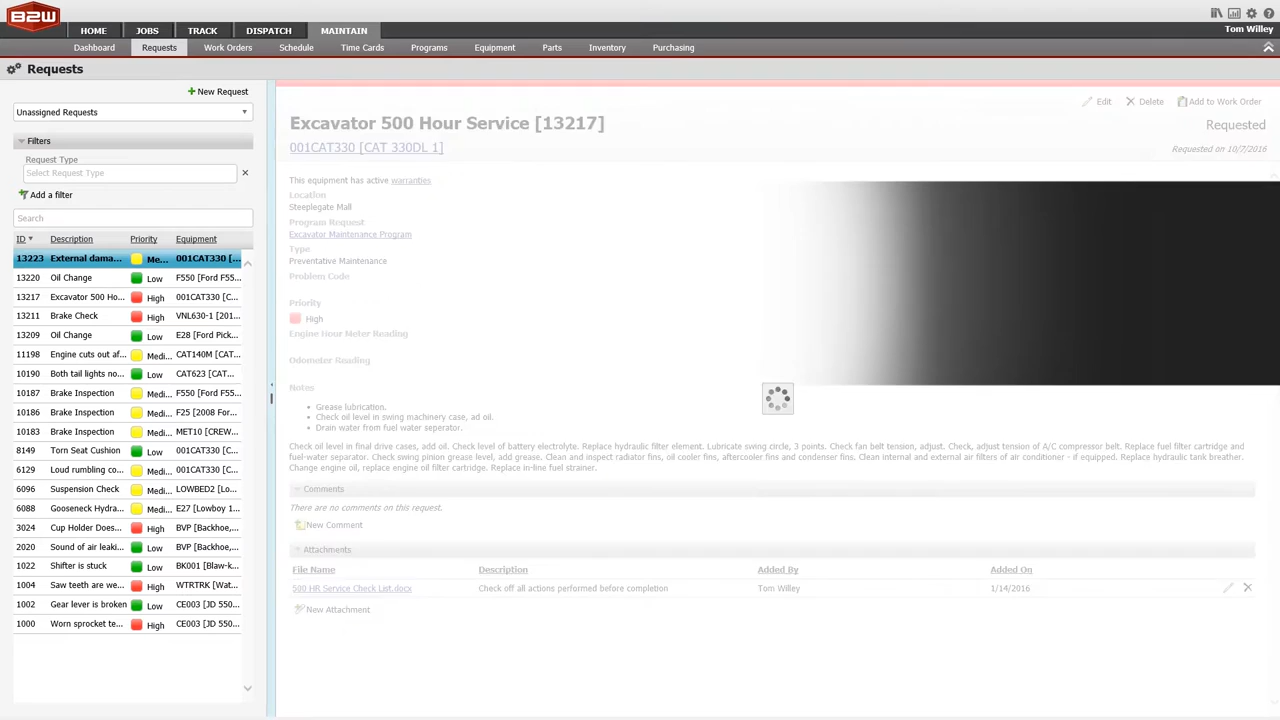 B2W
HOME JOBS TRACK DISPATCH MAINTAIN
Tom Willey
Dashboard Requests Work Orders Schedule Time Cards Programs Equipment Parts Inventory Purchasing
Requests
New Request
Unassigned Requests
Filters
Request Type
Select Request Type
Add a filter
Search
ID Description Priority Equipment
13223 External dama... Me... 001CAT330 [...
13220 Oil Change Low F550 [Ford F55...
13217 Excavator 500 Ho... High 001CAT330 [C...
13211 Brake Check High VNL630-1 [201...
13209 Oil Change Low E28 [Ford Pick...
11198 Engine cuts out af... Medi... CAT140M [CAT...
10190 Both tail lights no... Medi... CAT623 [CAT...
10187 Brake Inspection Medi... F550 [Ford F55...
10186 Brake Inspection Medi... F25 [2008 For...
10183 Brake Inspection Medi... MET10 [CREW...
8149 Torn Seat Cushion Low 001CAT330 [C...
6129 Loud rumbling co... Medi... 001CAT330 [C...
6096 Suspension Check Medi... LOWBED2 [Lo...
6088 Gooseneck Hydra... Medi... E27 [Lowboy 1...
3024 Cup Holder Does... High BVP [Backhoe,...
2020 Sound of air leaki... Low BVP [Backhoe,...
1022 Shifter is stuck Low BK001 [Blaw-k...
1004 Saw teeth are we... High WTRTRK [Wat...
1002 Gear lever is broken Low CE003 [JD 550...
1000 Worn sprocket te... High CE003 [JD 550...
Edit Delete Add to Work Order
Excavator 500 Hour Service [13217]
Requested
001CAT330 [CAT 330DL 1]
Requested on 10/7/2016
This equipment has active warranties
Location
Steeplegate Mall
Program Request
Excavator Maintenance Program
Type
Preventative Maintenance
Problem Code
Priority
High
Engine Hour Meter Reading
Odometer Reading
Notes
Grease lubrication.
Check oil level in swing machinery case, ad oil.
Drain water from fuel water seperator.
Check oil level in final drive cases, add oil. Check level of battery electrolyte. Replace hydraulic filter element. Lubricate swing circle, 3 points. Check fan belt tension, adjust. Check, adjust tension of A/C compressor belt. Replace fuel filter cartridge and
fuel-water separator. Check swing pinion grease level, add grease. Clean and inspect radiator fins, oil cooler fins, aftercooler fins and condenser fins. Clean internal and external air filters of air conditioner - if equipped. Replace hydraulic tank breather.
Change engine oil, replace engine oil filter cartridge. Replace in-line fuel strainer.
Comments
There are no comments on this request.
New Comment
Attachments
File Name Description Added By Added On
500 HR Service Check List.docx Check off all actions performed before completion Tom Willey 1/14/2016
New Attachment